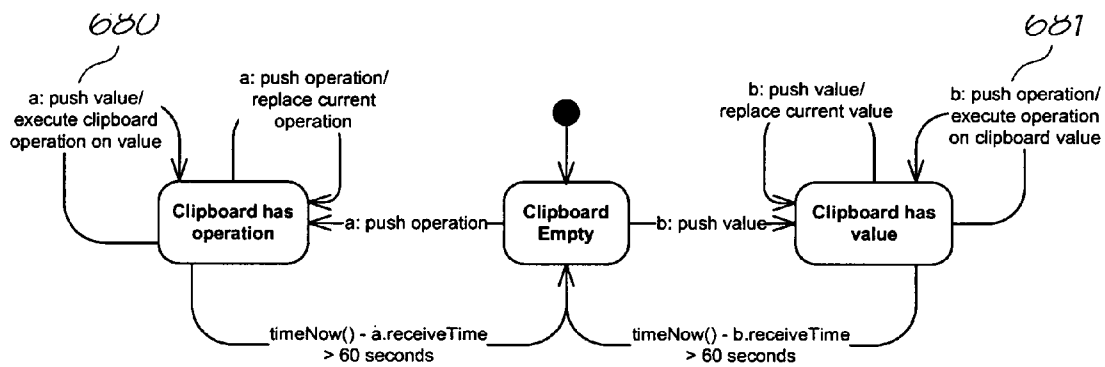 680
681
a: push value/
execute clipboard
operation on value
a: push operation/
replace current
operation
b: push value/
replace current value
b: push operation/
execute operation
on clipboard value
Clipboard has
operation
a: push operation
Clipboard
Empty
b: push value
Clipboard has
value
timeNow() - a.receiveTime
> 60 seconds
timeNow() - b.receiveTime
> 60 seconds